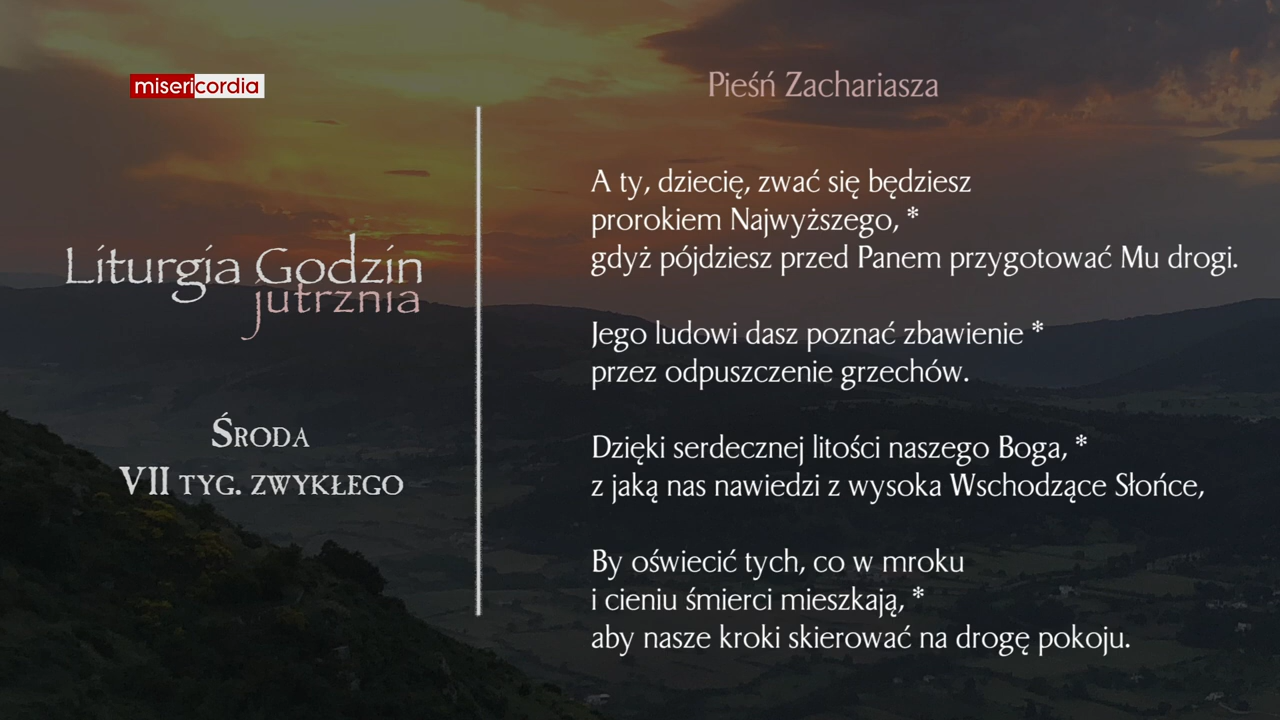 misericordia
Liturgia Godzin
jutrznia
Środa
VII tyg. zwykłego
Pieśń Zachariasza
A ty, dziecię, zwać się będziesz
prorokiem Najwyższego, *
gdyż pójdziesz przed Panem przygotować Mu drogi.
Jego ludowi dasz poznać zbawienie *
przez odpuszczenie grzechów.
Dzięki serdecznej litości naszego Boga, *
z jaką nas nawiedzi z wysoka Wschodzące Słońce,
By oświecić tych, co w mroku
i cieniu śmierci mieszkają, *
aby nasze kroki skierować na drogę pokoju.